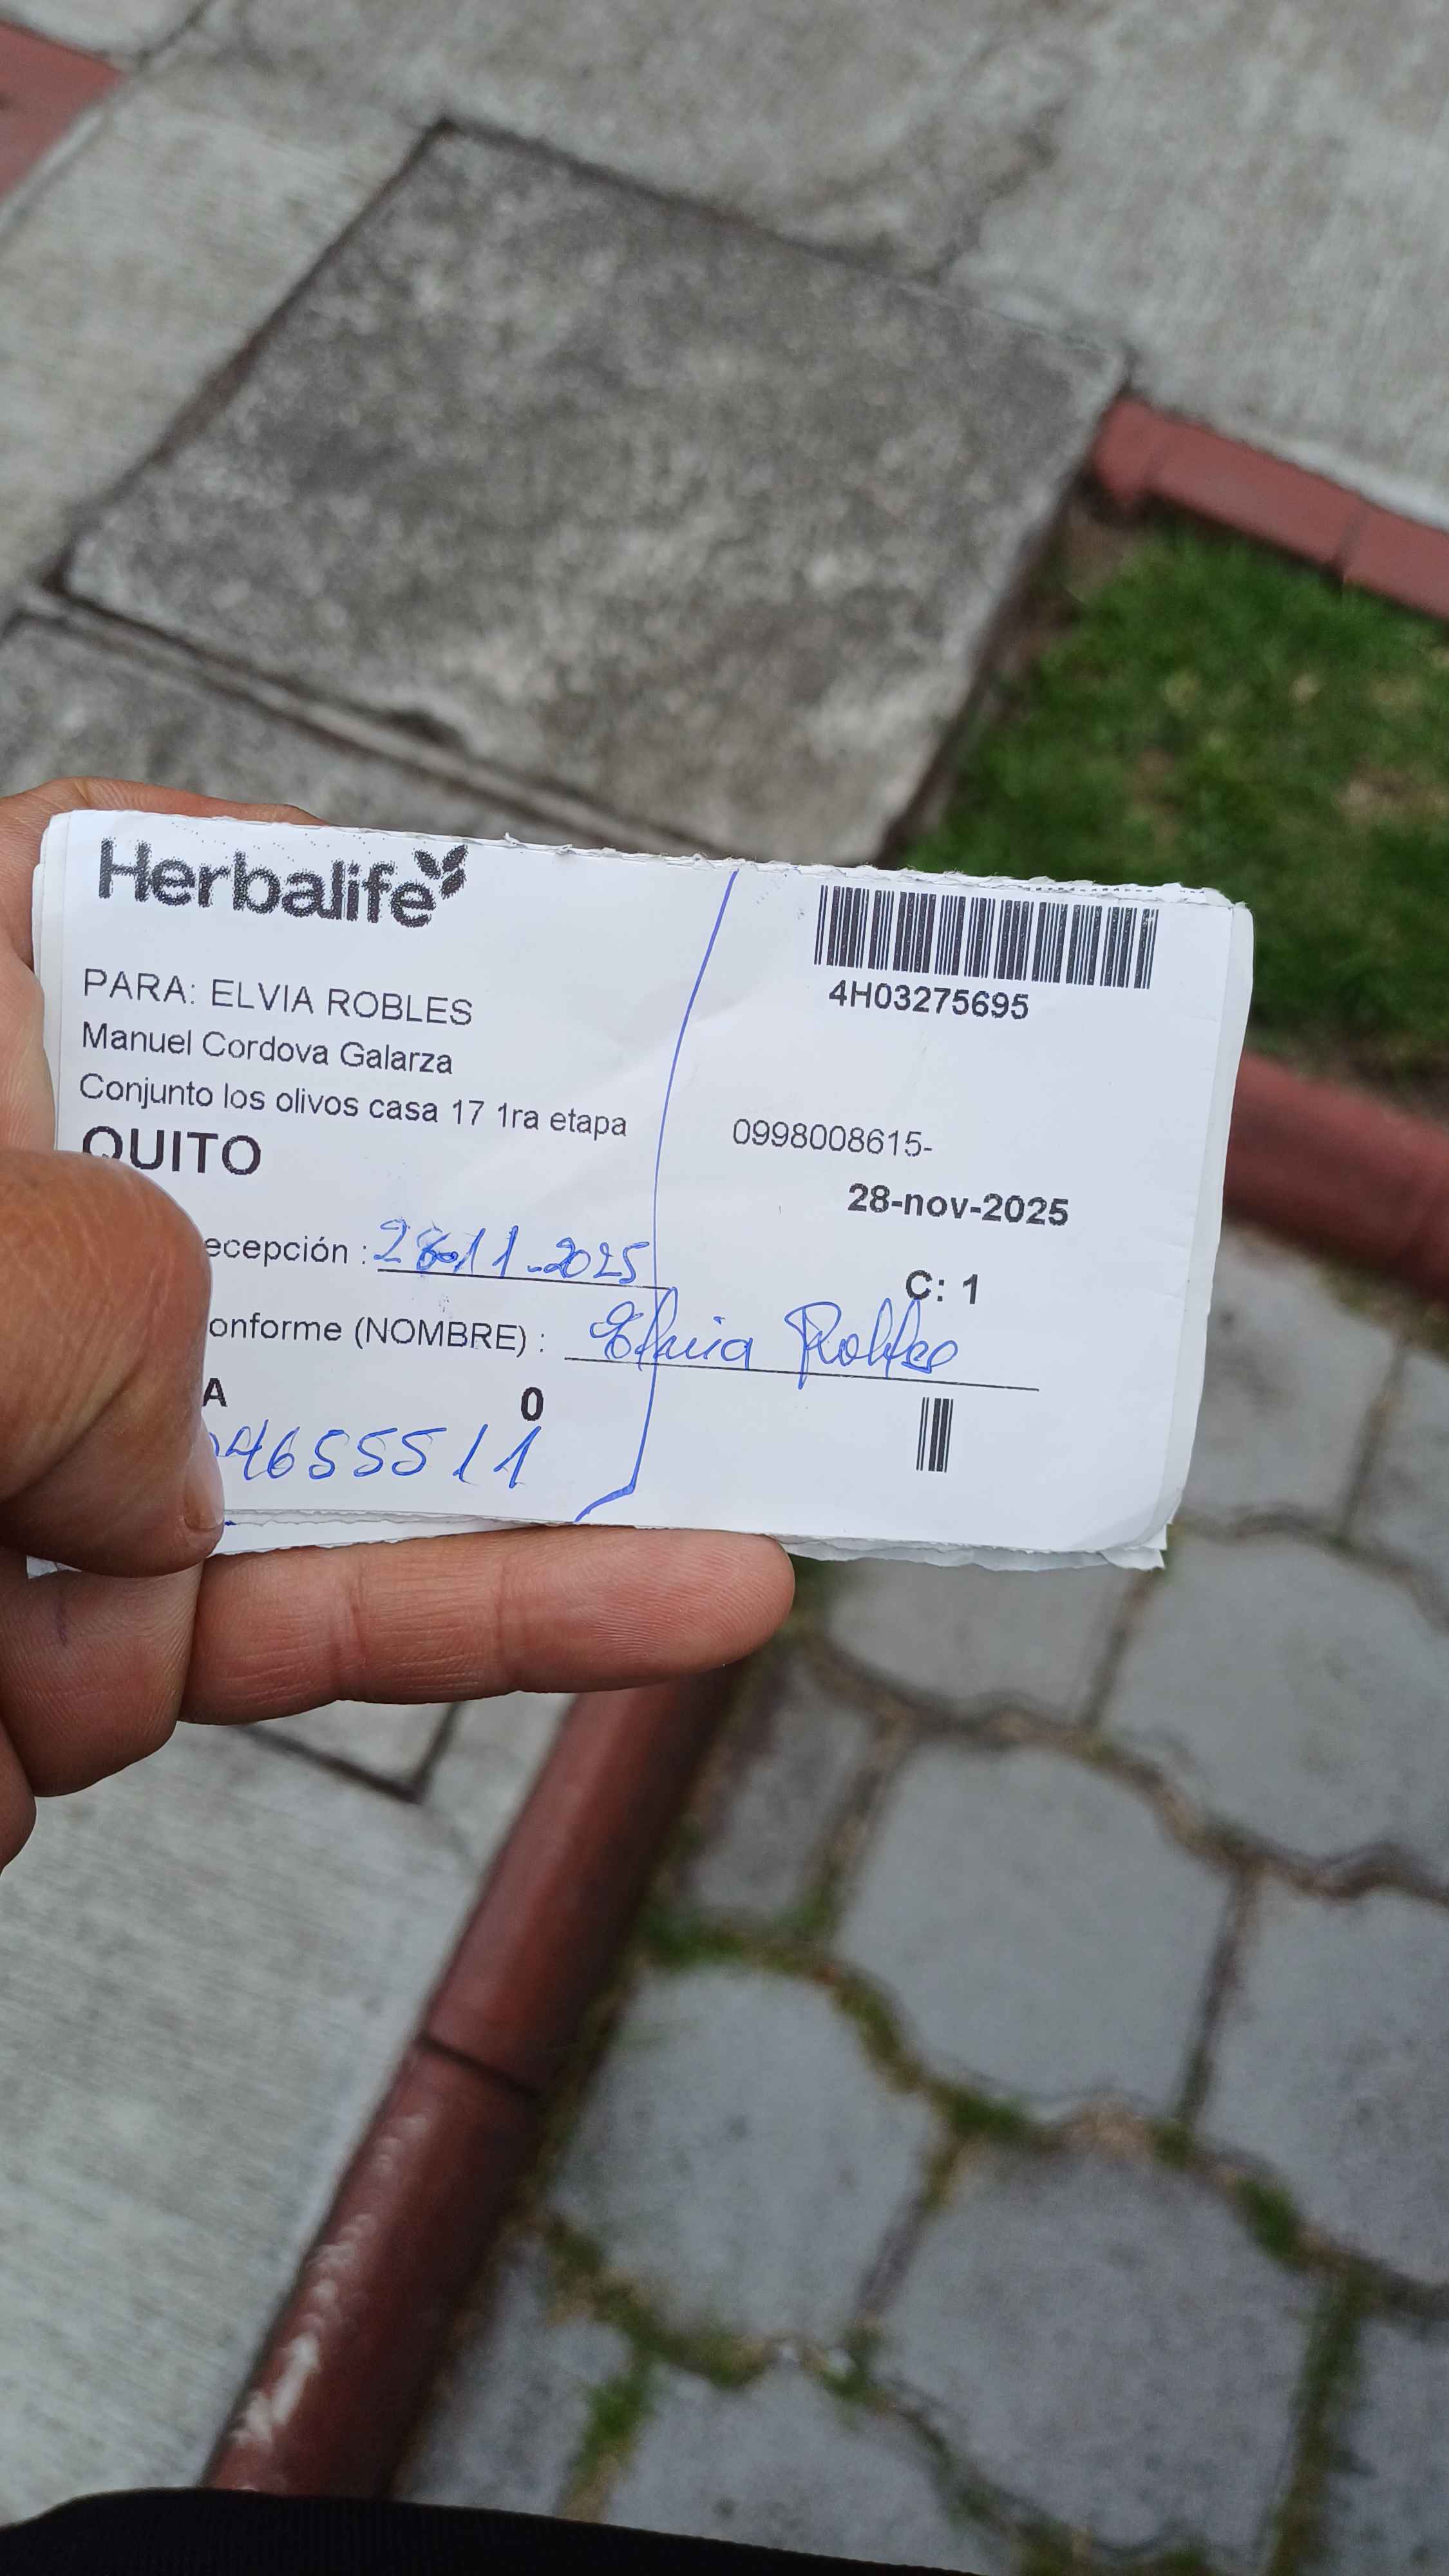 Herbalife
4H03275695
PARA: ELVIA ROBLES
Manuel Cordova Galarza
Conjunto los olivos casa 17 1ra etapa
0998008615-
QUITO
28-nov-2025
ecepción : 28-11-2025
C: 1
onforme (NOMBRE) : Elvia Robles
A 0
4655511